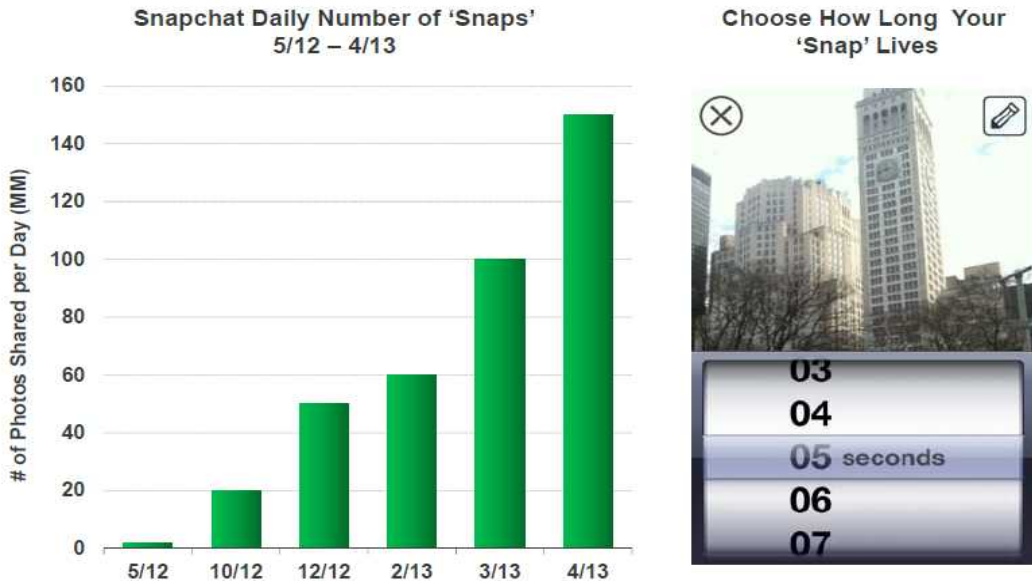 Snapchat Daily Number of ‘Snaps’
5/12 – 4/13
# of Photos Shared per Day (MM)
160
140
120
100
80
60
40
20
0
5/12 10/12 12/12 2/13 3/13 4/13
Choose How Long Your
‘Snap’ Lives
03
04
05 seconds
06
07